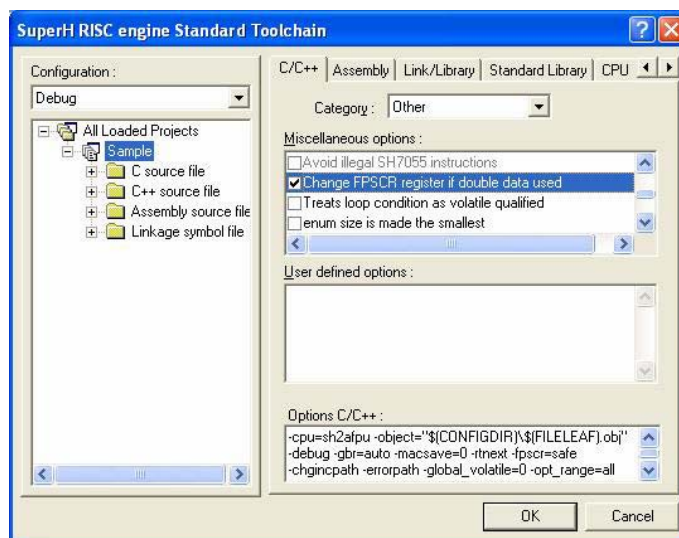 SuperH RISC engine Standard Toolchain
Configuration :
Debug
All Loaded Projects
Sample
C source file
C++ source file
Assembly source file
Linkage symbol file
C/C++ Assembly Link/Library Standard Library CPU
Category : Other
Miscellaneous options :
Avoid illegal SH7055 instructions
Change FPSCR register if double data used
Treats loop condition as volatile qualified
enum size is made the smallest
User defined options :
Options C/C++ :
-cpu=sh2afpu -object="$(CONFIGDIR)\$(FILELEAF).obj"
-debug -gbr=auto -macsave=0 -rtnext -fpscr=safe
-chgincpath -errorpath -global_volatile=0 -opt_range=all
OK Cancel